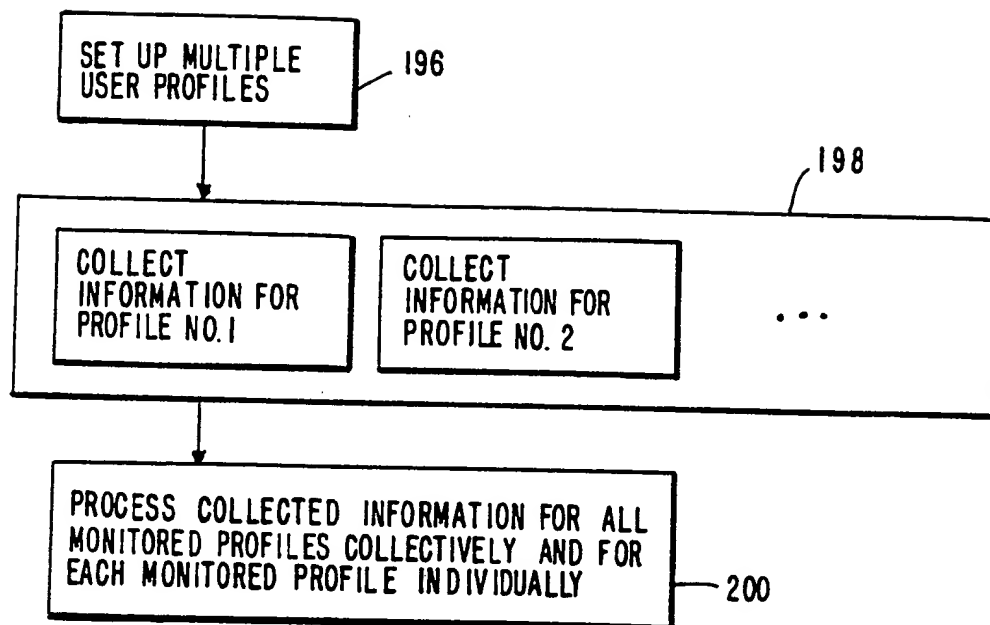 SET UP MULTIPLE
USER PROFILES
196
198
COLLECT
INFORMATION FOR
PROFILE NO. 1
COLLECT
INFORMATION FOR
PROFILE NO. 2
...
PROCESS COLLECTED INFORMATION FOR ALL
MONITORED PROFILES COLLECTIVELY AND FOR
EACH MONITORED PROFILE INDIVIDUALLY
200